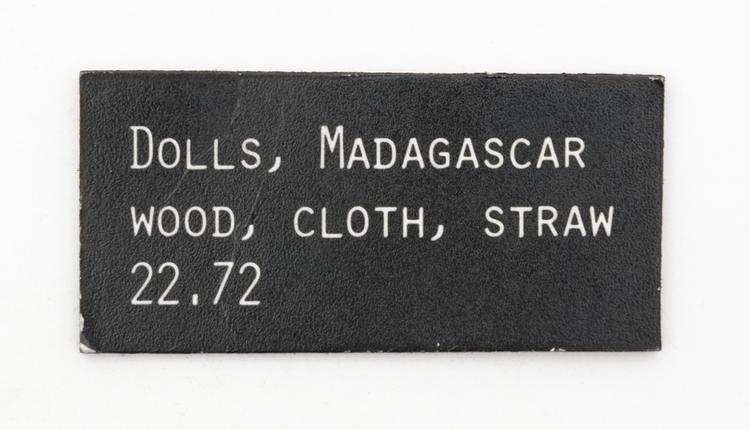 Dolls, Madagascar
wood, cloth, straw
22.72